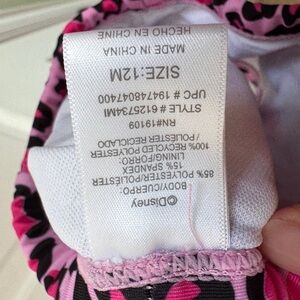 ©Disney
BODY/CUERPO:
85% POLYESTER/POLIESTER
15% SPANDEX
LINING/FORRO:
100% RECYCLED POLYESTER
/ POLIESTER RECICLADO
RN#19109
STYLE # 6125734MI
UPC # 194748047400
SIZE:12M
MADE IN CHINA
HECHO EN CHINE